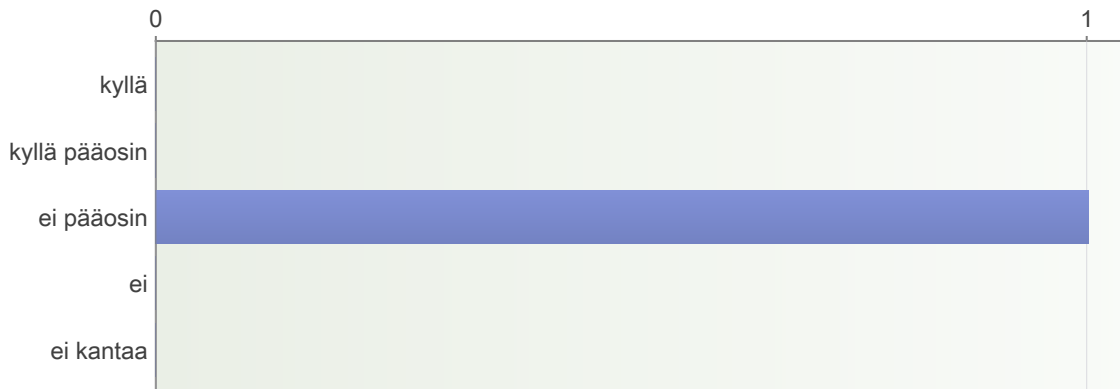 0 1
kyllä
kyllä pääosin
ei pääosin
ei
ei kantaa